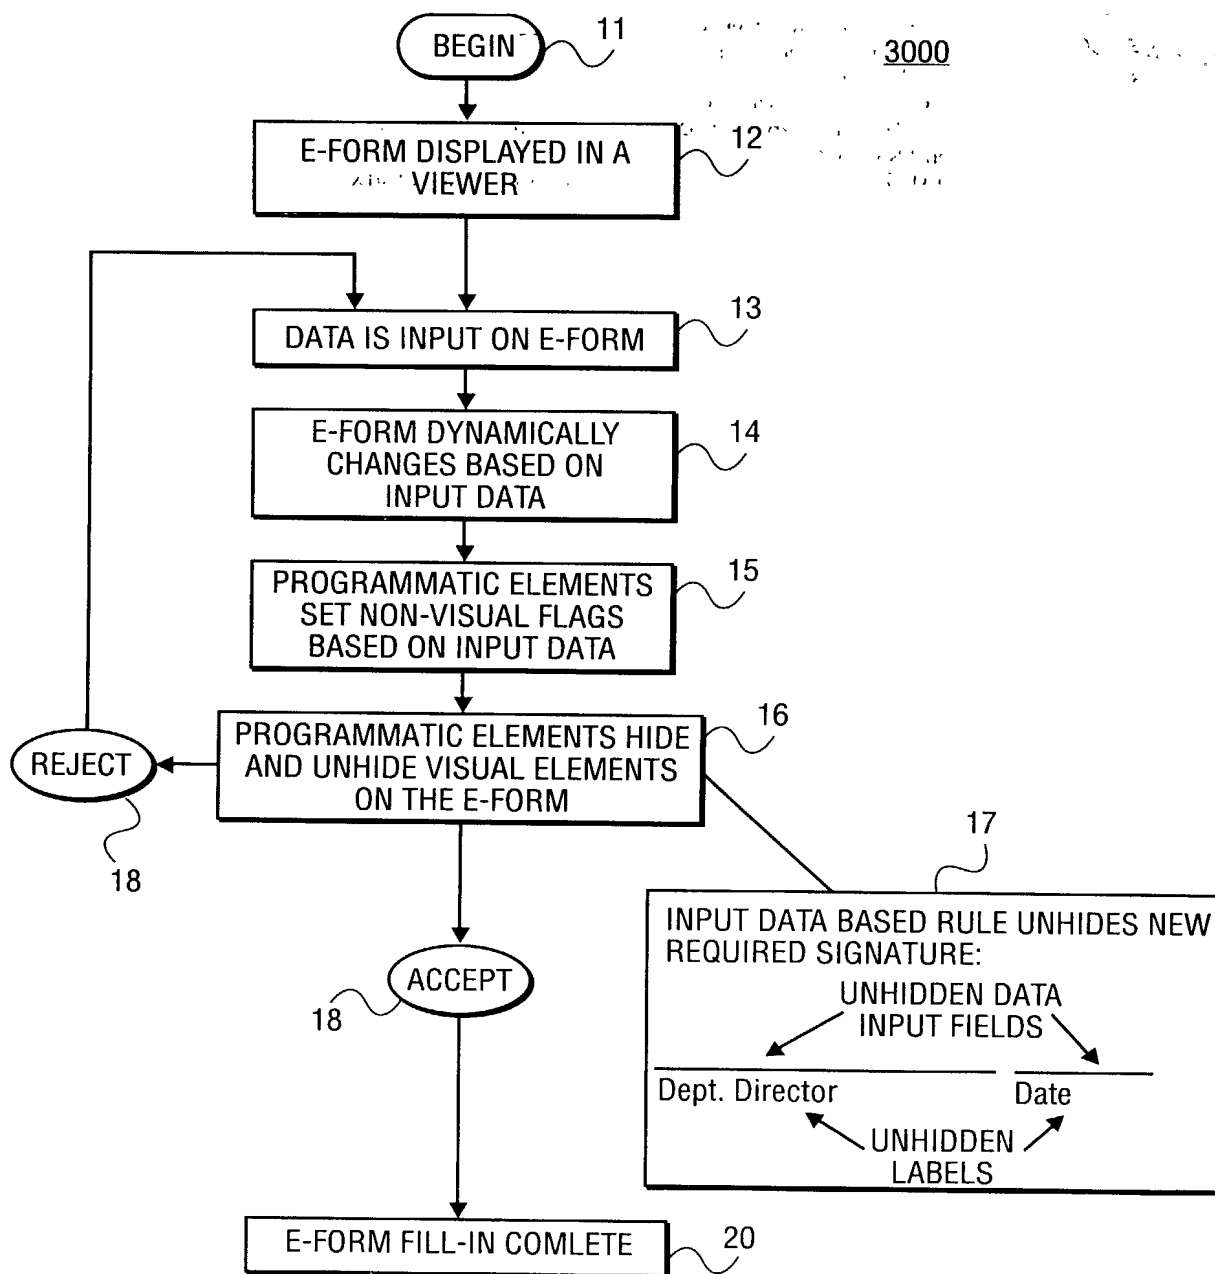 BEGIN
11
3000
E-FORM DISPLAYED IN A
VIEWER
12
DATA IS INPUT ON E-FORM
13
E-FORM DYNAMICALLY
CHANGES BASED ON
INPUT DATA
14
PROGRAMMATIC ELEMENTS
SET NON-VISUAL FLAGS
BASED ON INPUT DATA
15
PROGRAMMATIC ELEMENTS HIDE
AND UNHIDE VISUAL ELEMENTS
ON THE E-FORM
16
REJECT
18
17
INPUT DATA BASED RULE UNHIDES NEW
REQUIRED SIGNATURE:
UNHIDDEN DATA
INPUT FIELDS
Dept. Director
Date
UNHIDDEN
LABELS
ACCEPT
18
E-FORM FILL-IN COMLETE
20